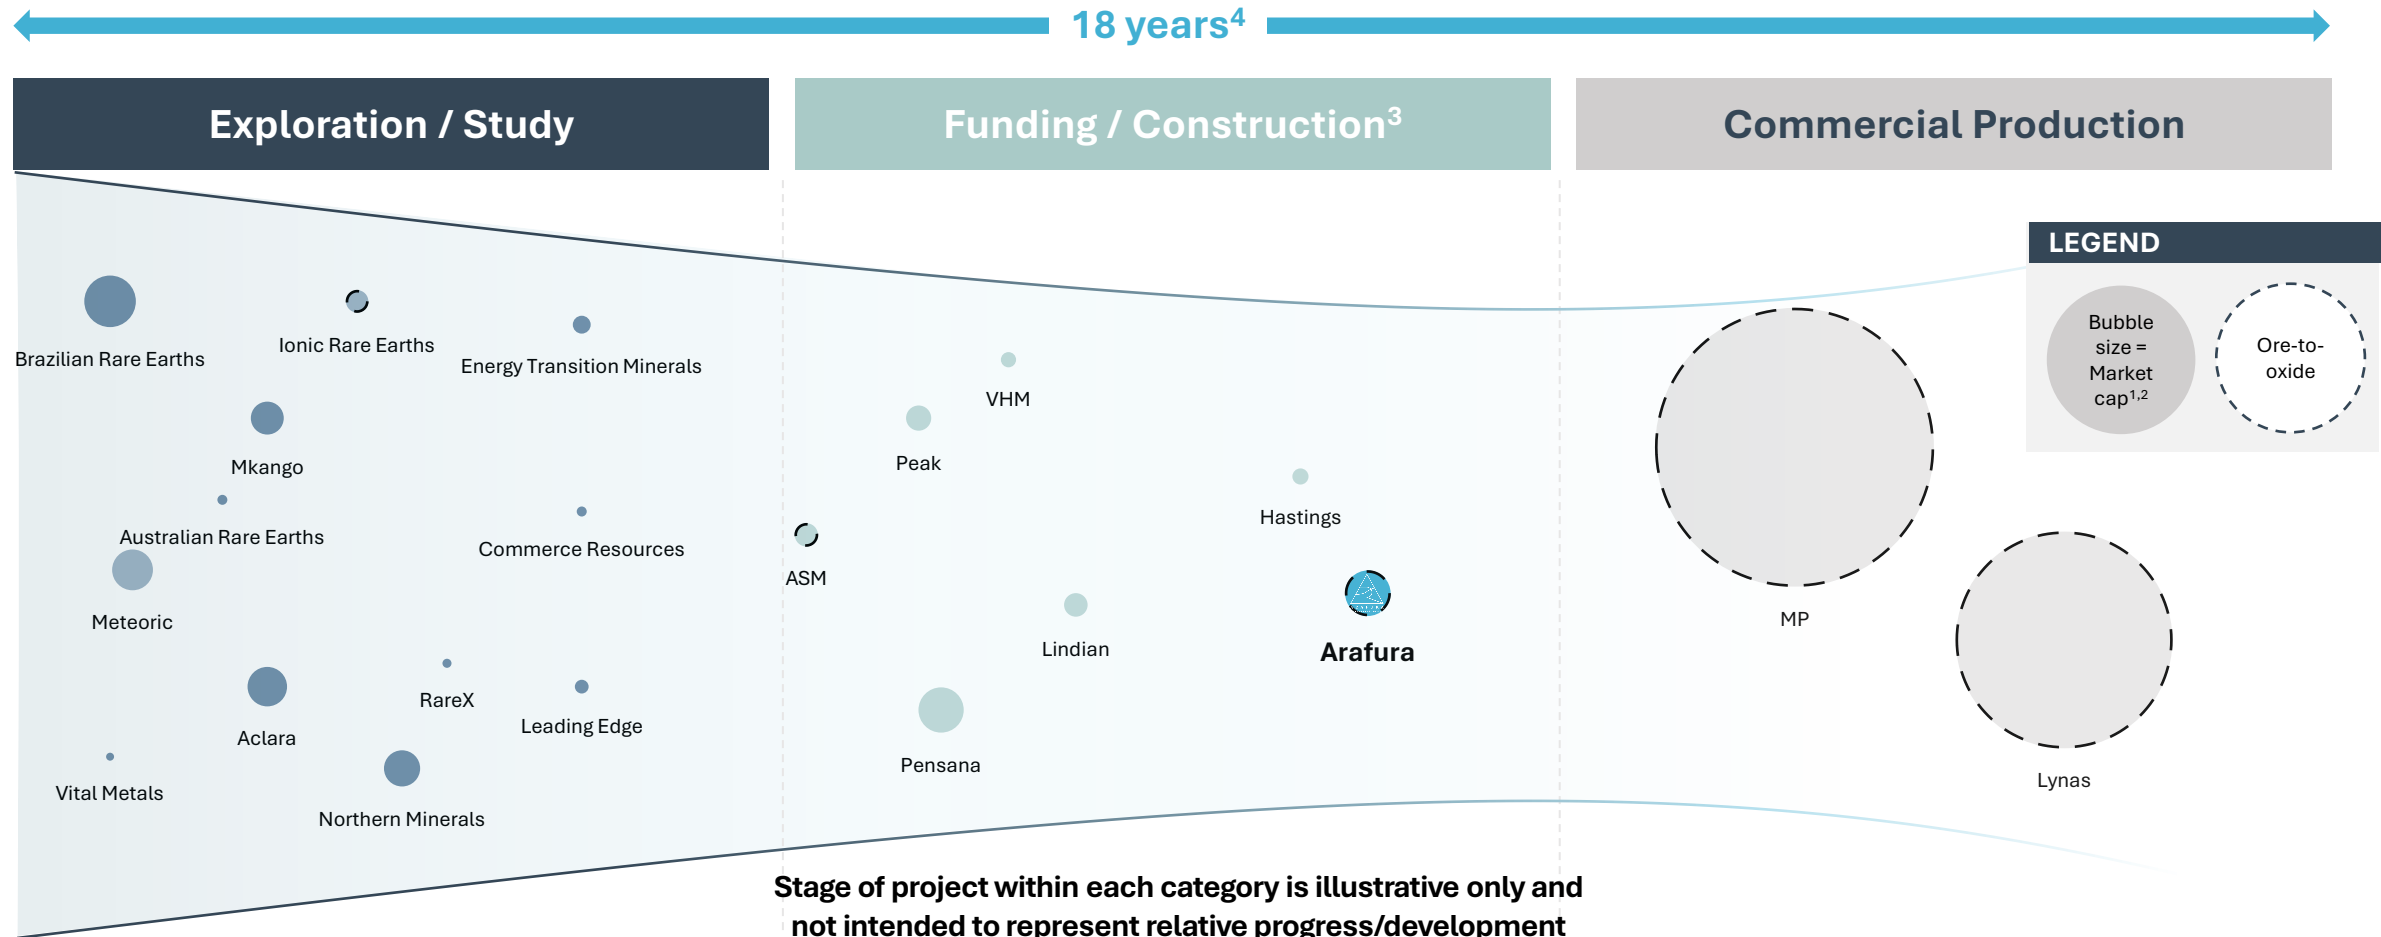 18 years⁴
Exploration / Study
Funding / Construction³
Commercial Production
LEGEND
Bubble
size =
Market
cap¹,²
Ore-to-
oxide
Brazilian Rare Earths
Ionic Rare Earths
Energy Transition Minerals
Mkango
Australian Rare Earths
Commerce Resources
Meteoric
RareX
Leading Edge
Aclara
Vital Metals
Northern Minerals
VHM
Peak
Hastings
ASM
Lindian
Arafura
Pensana
MP
Lynas
Stage of project within each category is illustrative only and
not intended to represent relative progress/development